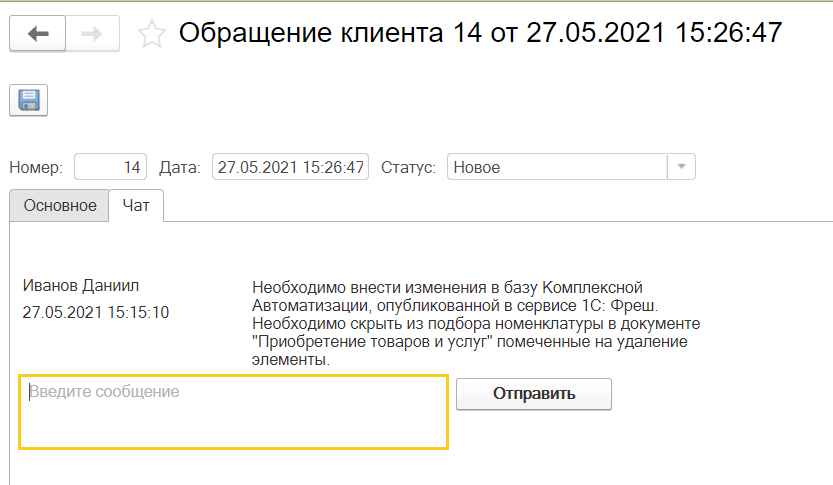 Обращение клиента 14 от 27.05.2021 15:26:47
Номер: 14 Дата: 27.05.2021 15:26:47 Статус: Новое
Основное Чат
Иванов Даниил
27.05.2021 15:15:10
Необходимо внести изменения в базу Комплексной
Автоматизации, опубликованной в сервисе 1С: Фреш.
Необходимо скрыть из подбора номенклатуры в документе
"Приобретение товаров и услуг" помеченные на удаление
элементы.
Введите сообщение
Отправить